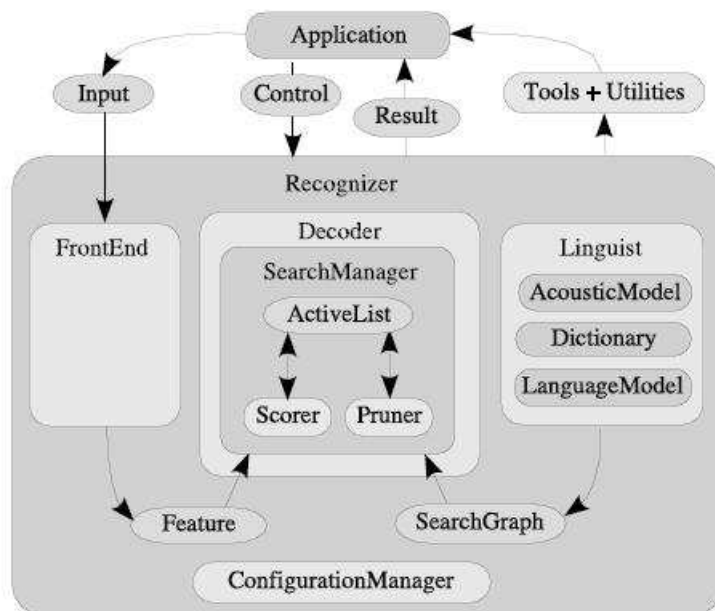 Application
Input
Control
Result
Tools + Utilities
Recognizer
FrontEnd
Decoder
SearchManager
ActiveList
Scorer
Pruner
Linguist
AcousticModel
Dictionary
LanguageModel
Feature
SearchGraph
ConfigurationManager